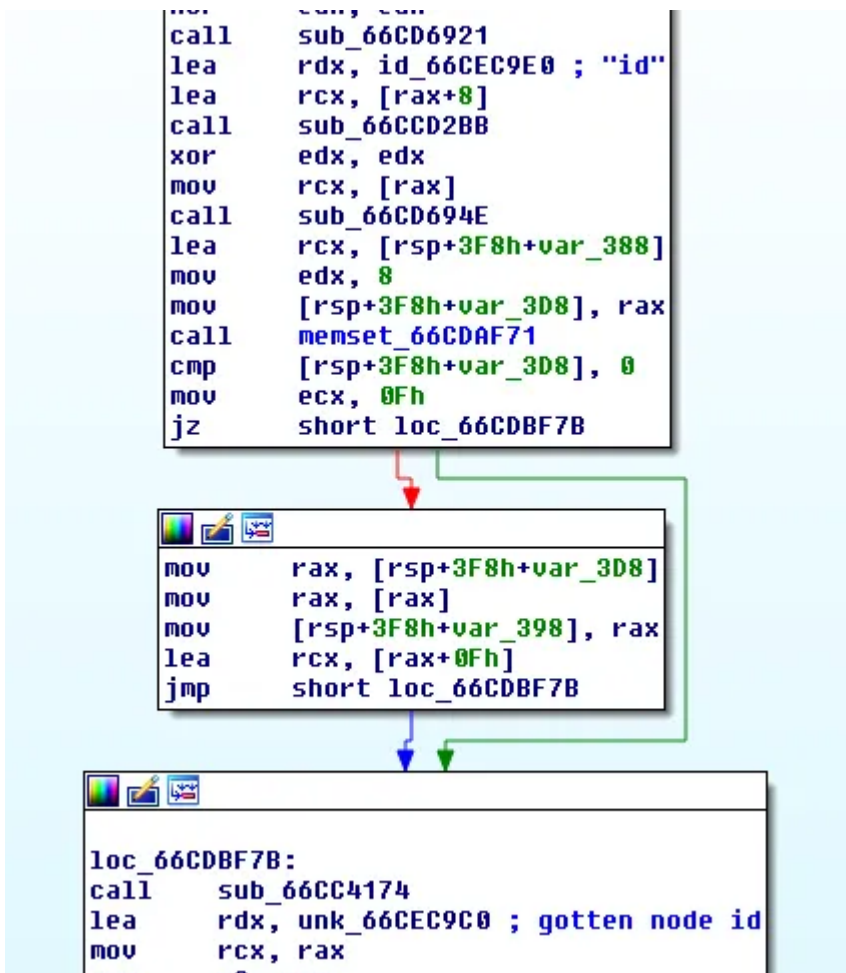 call sub_66CD6921
lea rdx, id_66CEC9E0 ; "id"
lea rcx, [rax+8]
call sub_66CCD2BB
xor edx, edx
mov rcx, [rax]
call sub_66CD694E
lea rcx, [rsp+3F8h+var_388]
mov edx, 8
mov [rsp+3F8h+var_3D8], rax
call memset_66CDAF71
cmp [rsp+3F8h+var_3D8], 0
mov ecx, 0Fh
jz short loc_66CDBF7B
mov rax, [rsp+3F8h+var_3D8]
mov rax, [rax]
mov [rsp+3F8h+var_398], rax
lea rcx, [rax+0Fh]
jmp short loc_66CDBF7B
loc_66CDBF7B:
call sub_66CC4174
lea rdx, unk_66CEC9C0 ; gotten node id
mov rcx, rax